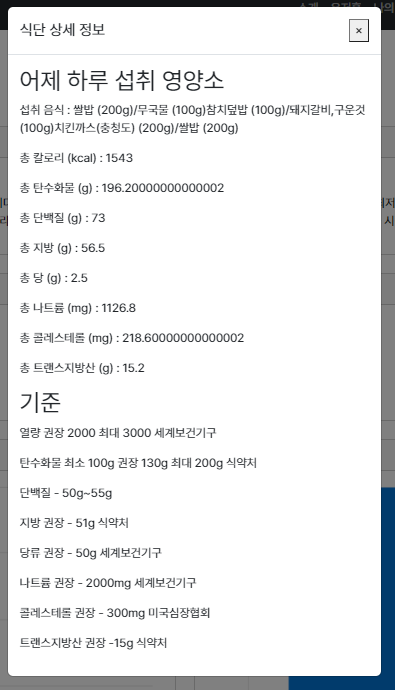 소개
식단 상세 정보
×
어제 하루 섭취 영양소
섭취 음식 : 쌀밥 (200g)/무국물 (100g)참치덮밥 (100g)/돼지갈비,구운것
(100g)치킨까스(충청도) (200g)/쌀밥 (200g)
총 칼로리 (kcal) : 1543
총 탄수화물 (g) : 196.20000000000002
총 단백질 (g) : 73
총 지방 (g) : 56.5
총 당 (g) : 2.5
총 나트륨 (mg) : 1126.8
총 콜레스테롤 (mg) : 218.60000000000002
총 트랜스지방산 (g) : 15.2
기준
열량 권장 2000 최대 3000 세계보건기구
탄수화물 최소 100g 권장 130g 최대 200g 식약처
단백질 - 50g~55g
지방 권장 - 51g 식약처
당류 권장 - 50g 세계보건기구
나트륨 권장 - 2000mg 세계보건기구
콜레스테롤 권장 - 300mg 미국심장협회
트랜스지방산 권장 -15g 식약처